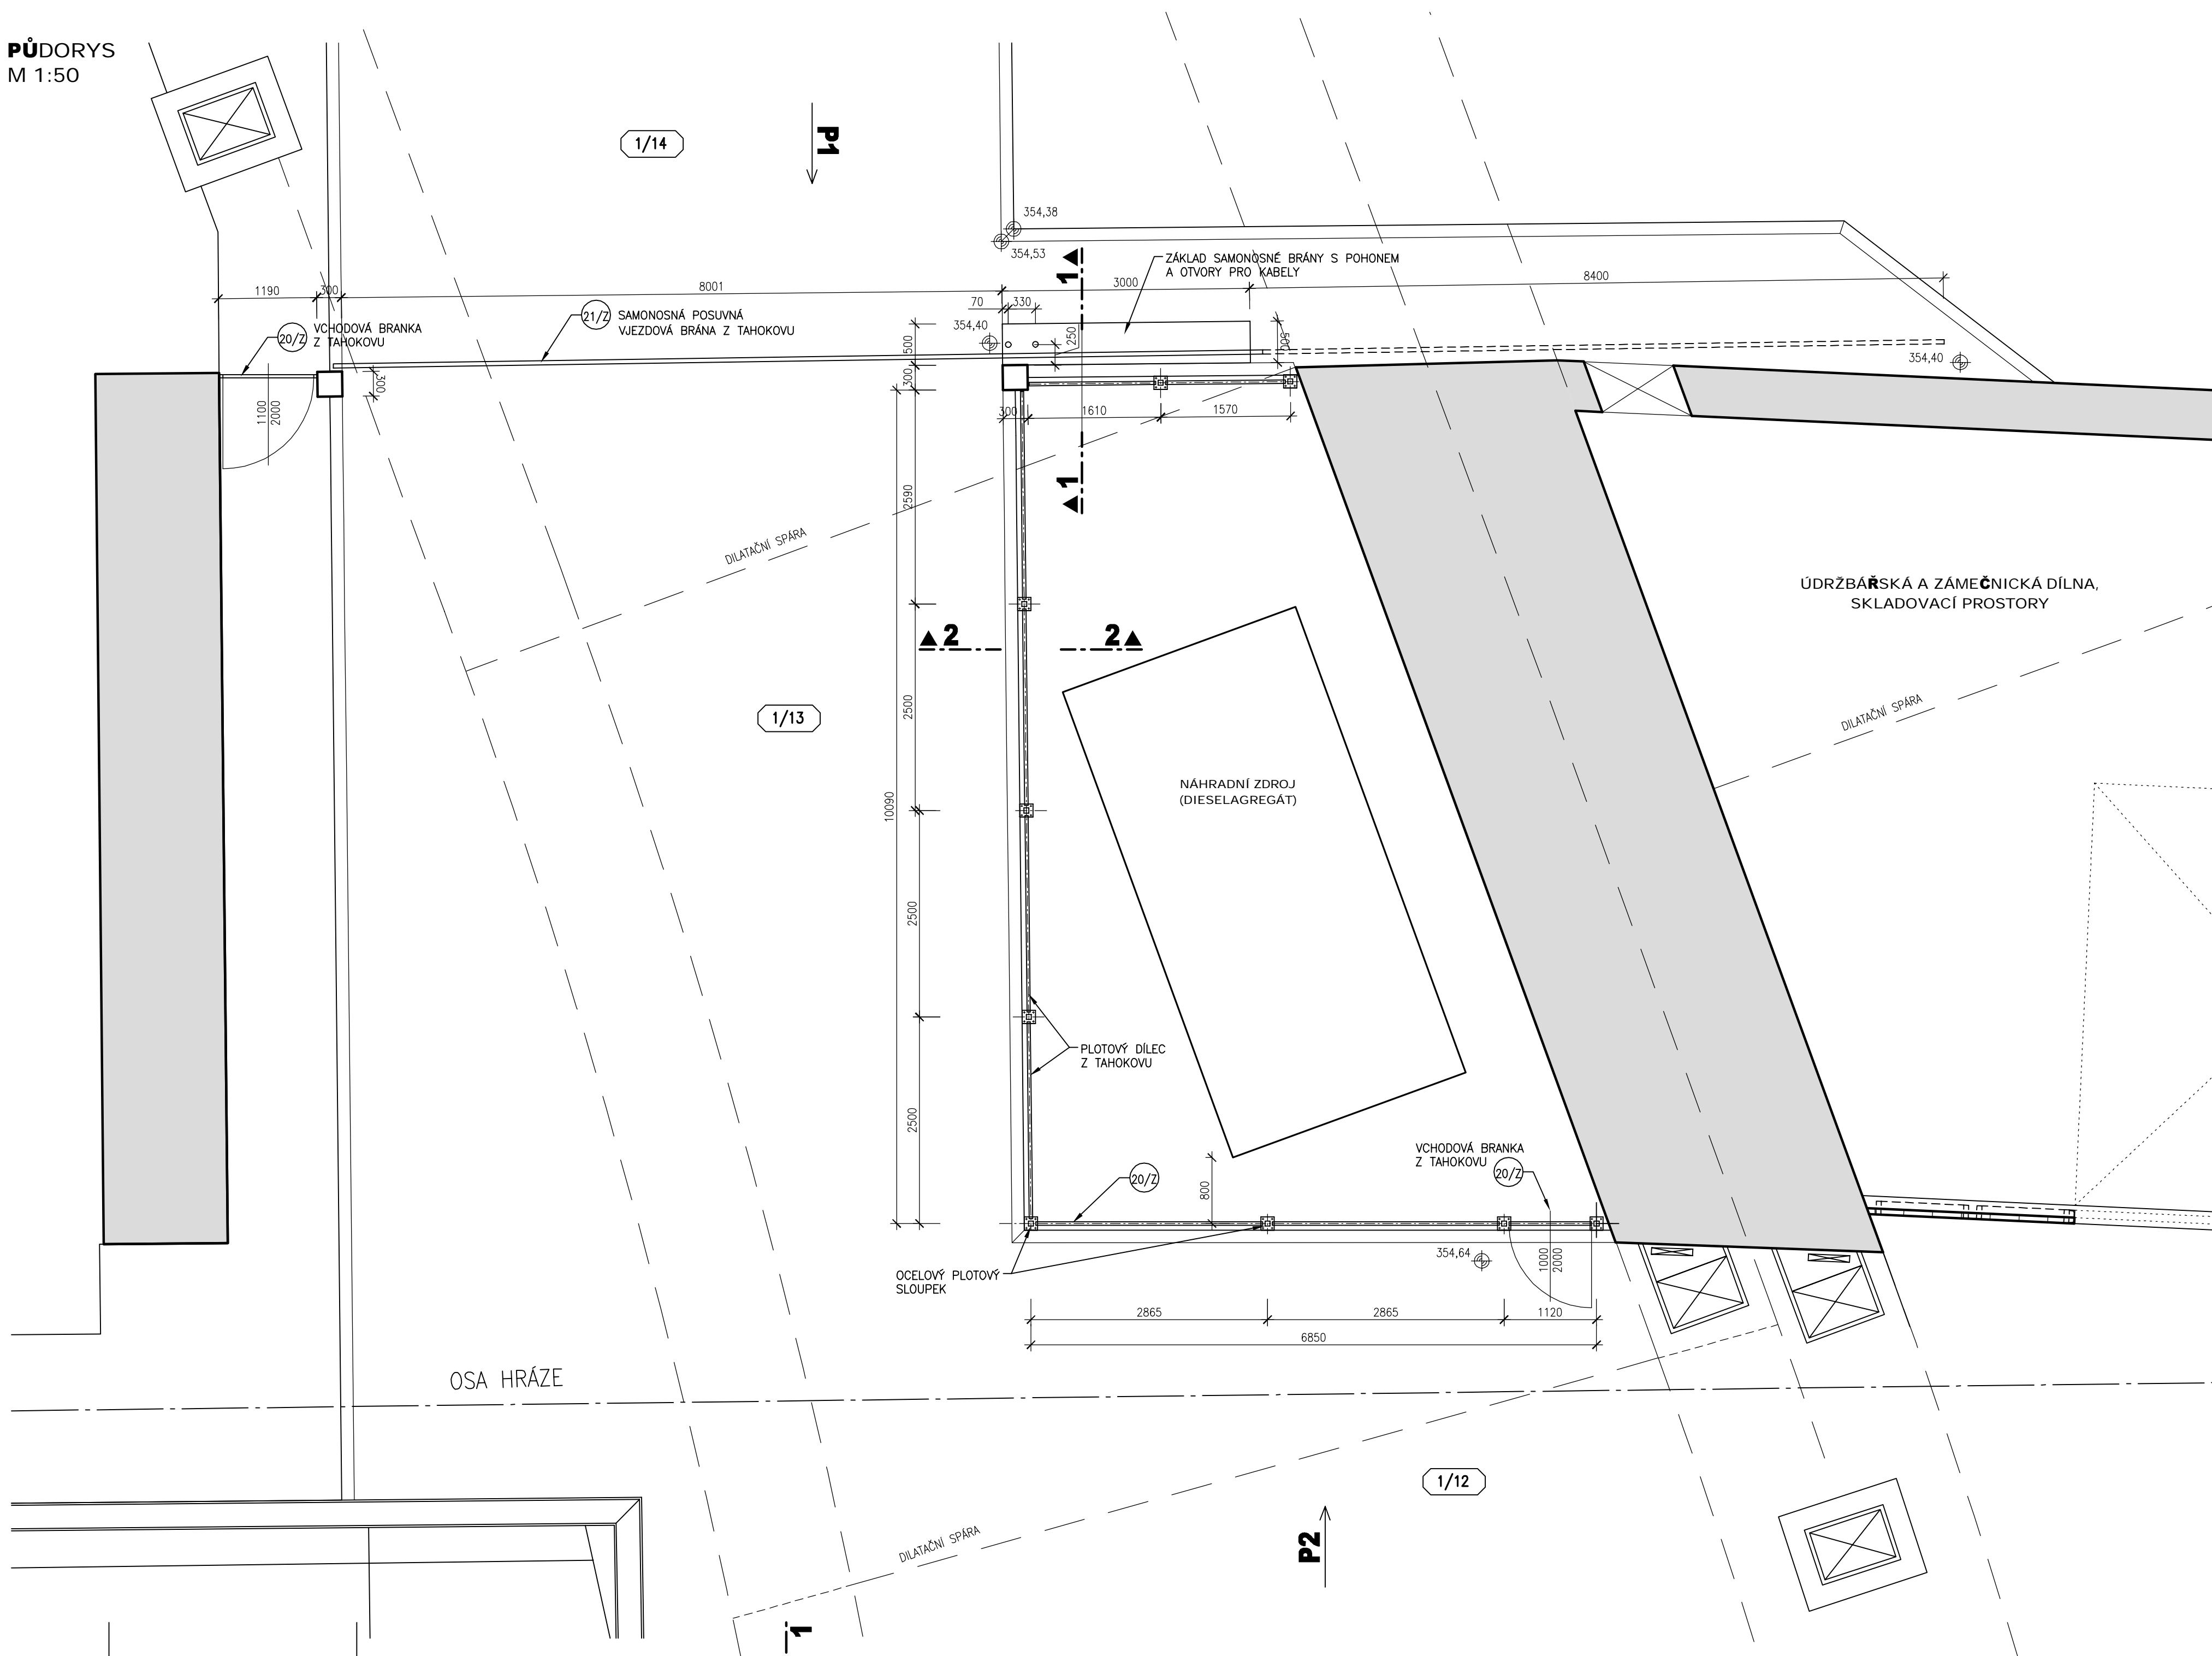 PŮDORYS
M 1:50
1/14
P1
354,38
354,53
ZÁKLAD SAMONOSNÉ BRÁNY S POHONEM
A OTVORY PRO KABELY
1
1190
300
8001
3000
8400
20/Z
VCHODOVÁ BRANKA
Z TAHOKOVU
21/Z
SAMONOSNÁ POSUVNÁ
VJEZDOVÁ BRÁNA Z TAHOKOVU
70
330
354,40
250
500
500
354,40
300
300
300
1610
1570
1100
2000
1
2590
DILATAČNÍ SPÁRA
ÚDRŽBÁŘSKÁ A ZÁMEČNICKÁ DÍLNA,
SKLADOVACÍ PROSTORY
2
2
2500
1/13
DILATAČNÍ SPÁRA
NÁHRADNÍ ZDROJ
(DIESELAGREGÁT)
10090
2500
PLOTOVÝ DÍLEC
Z TAHOKOVU
2500
VCHODOVÁ BRANKA
Z TAHOKOVU
20/Z
20/Z
800
354,64
1000
2000
OCELOVÝ PLOTOVÝ
SLOUPEK
2865
2865
1120
6850
OSA HRÁZE
1/12
DILATAČNÍ SPÁRA
P2
1